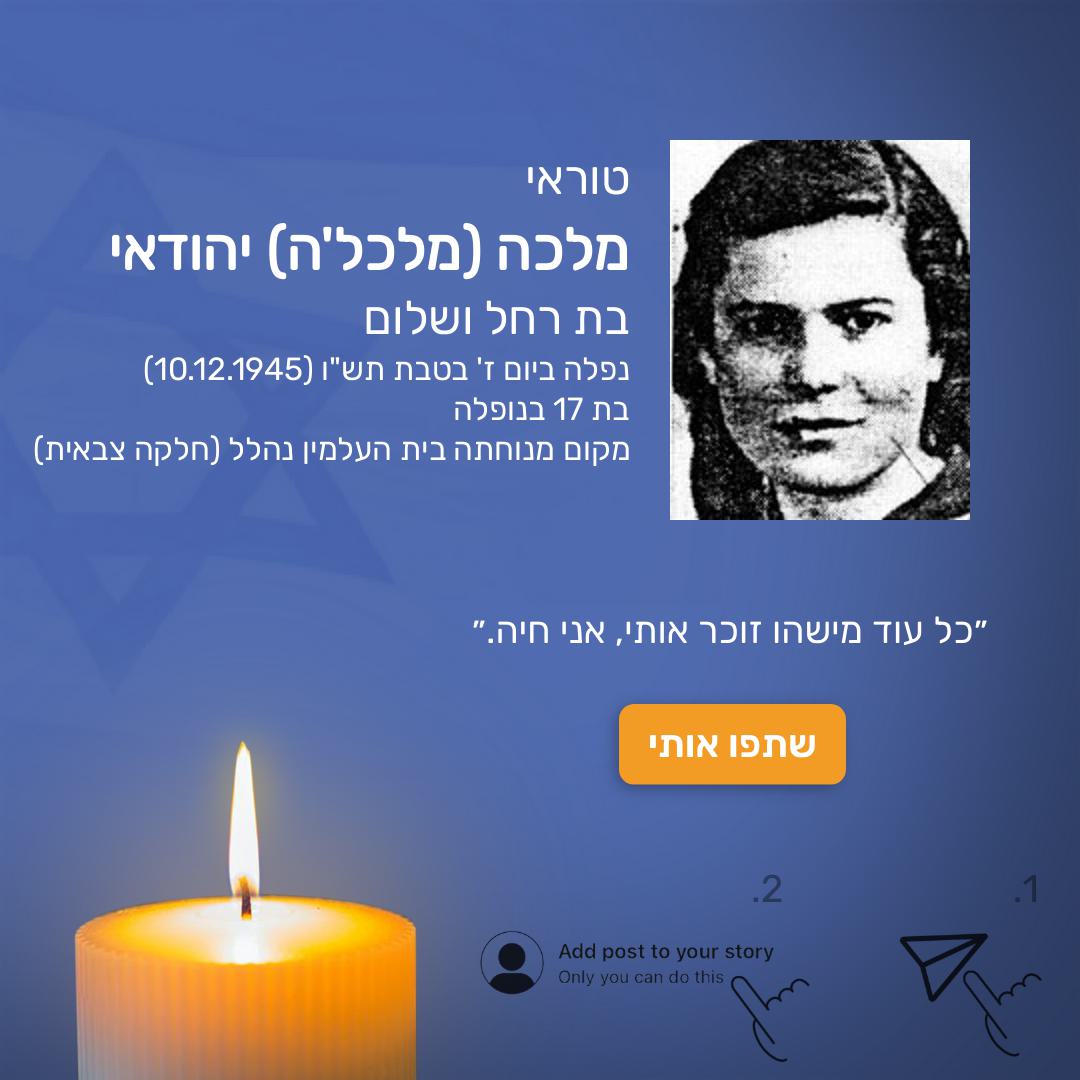 טוראי
מלכה (מלכל'ה) יהודאי
בת רחל ושלום
נפלה ביום ז' בטבת תש"ו (10.12.1945)
בת 17 בנופלה
מקום מנוחתה בית העלמין נהלל (חלקה צבאית)
״כל עוד מישהו זוכר אותי, אני חיה.״
שתפו אותי
.1
.2
Add post to your story
Only you can do this